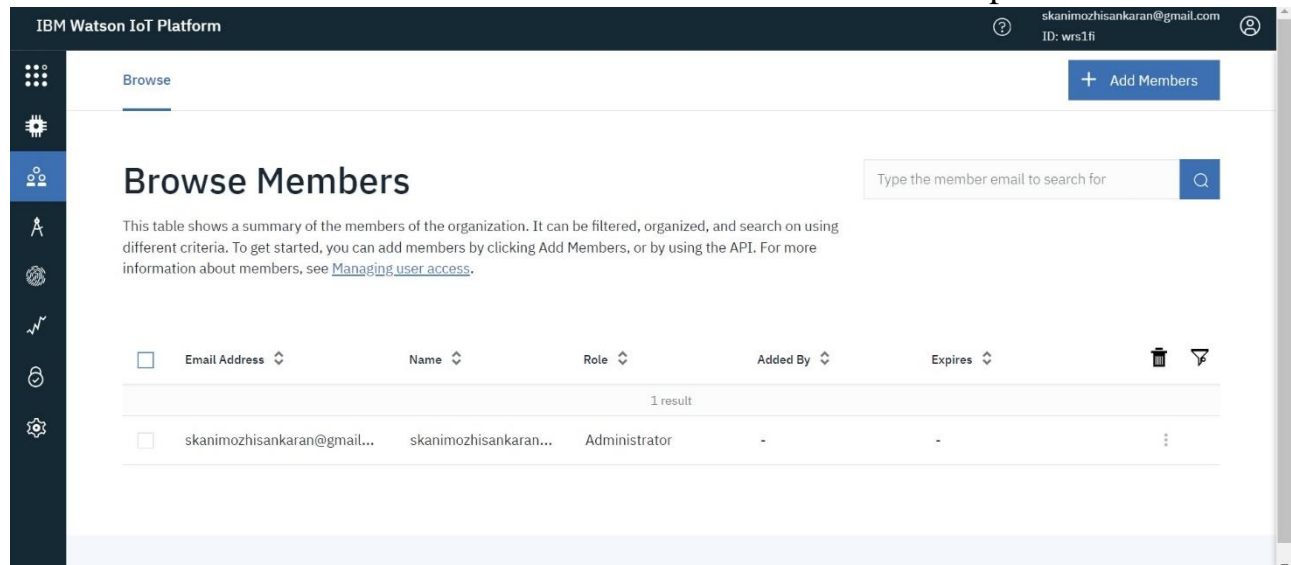 IBM Watson IoT Platform
skanimozhisankaran@gmail.com
ID: wrs1fi
Browse
+ Add Members
Browse Members
Type the member email to search for
This table shows a summary of the members of the organization. It can be filtered, organized, and search on using
different criteria. To get started, you can add members by clicking Add Members, or by using the API. For more
information about members, see Managing user access.
Email Address Name Role Added By Expires
1 result
skanimozhisankaran@gmail... skanimozhisankaran... Administrator - -